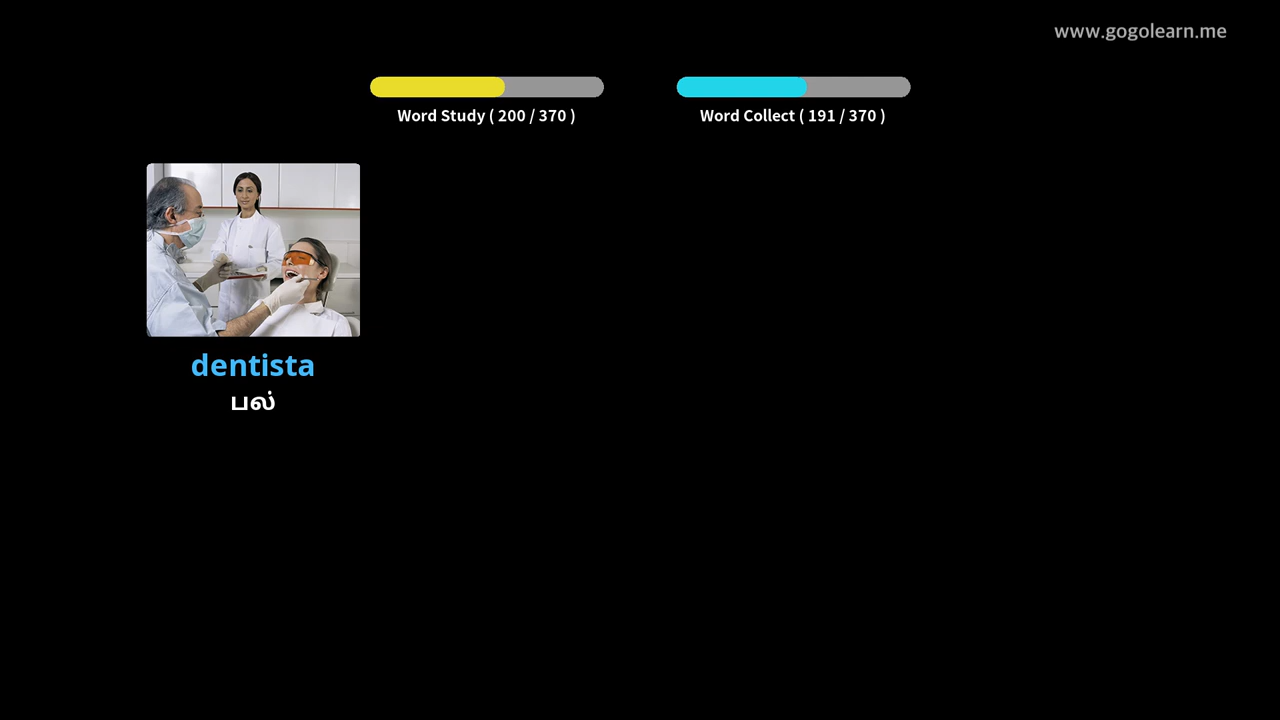 www.gogolearn.me
Word Study ( 200 / 370 )
Word Collect ( 191 / 370 )
dentista
பல்